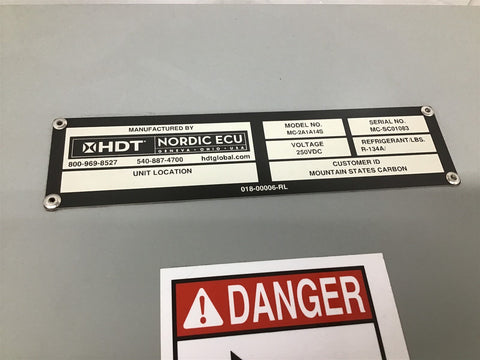 MANUFACTURED BY
HDT NORDIC ECU
GENEVA · OHIO · USA
800-969-8527 540-887-4700 hdtglobal.com
UNIT LOCATION
MODEL NO.
MC-2A1A14S
SERIAL NO.
MC-SC01083
VOLTAGE
250VDC
REFRIGERANT/LBS.
R-134A/
CUSTOMER ID
MOUNTAIN STATES CARBON
018-00006-RL
DANGER